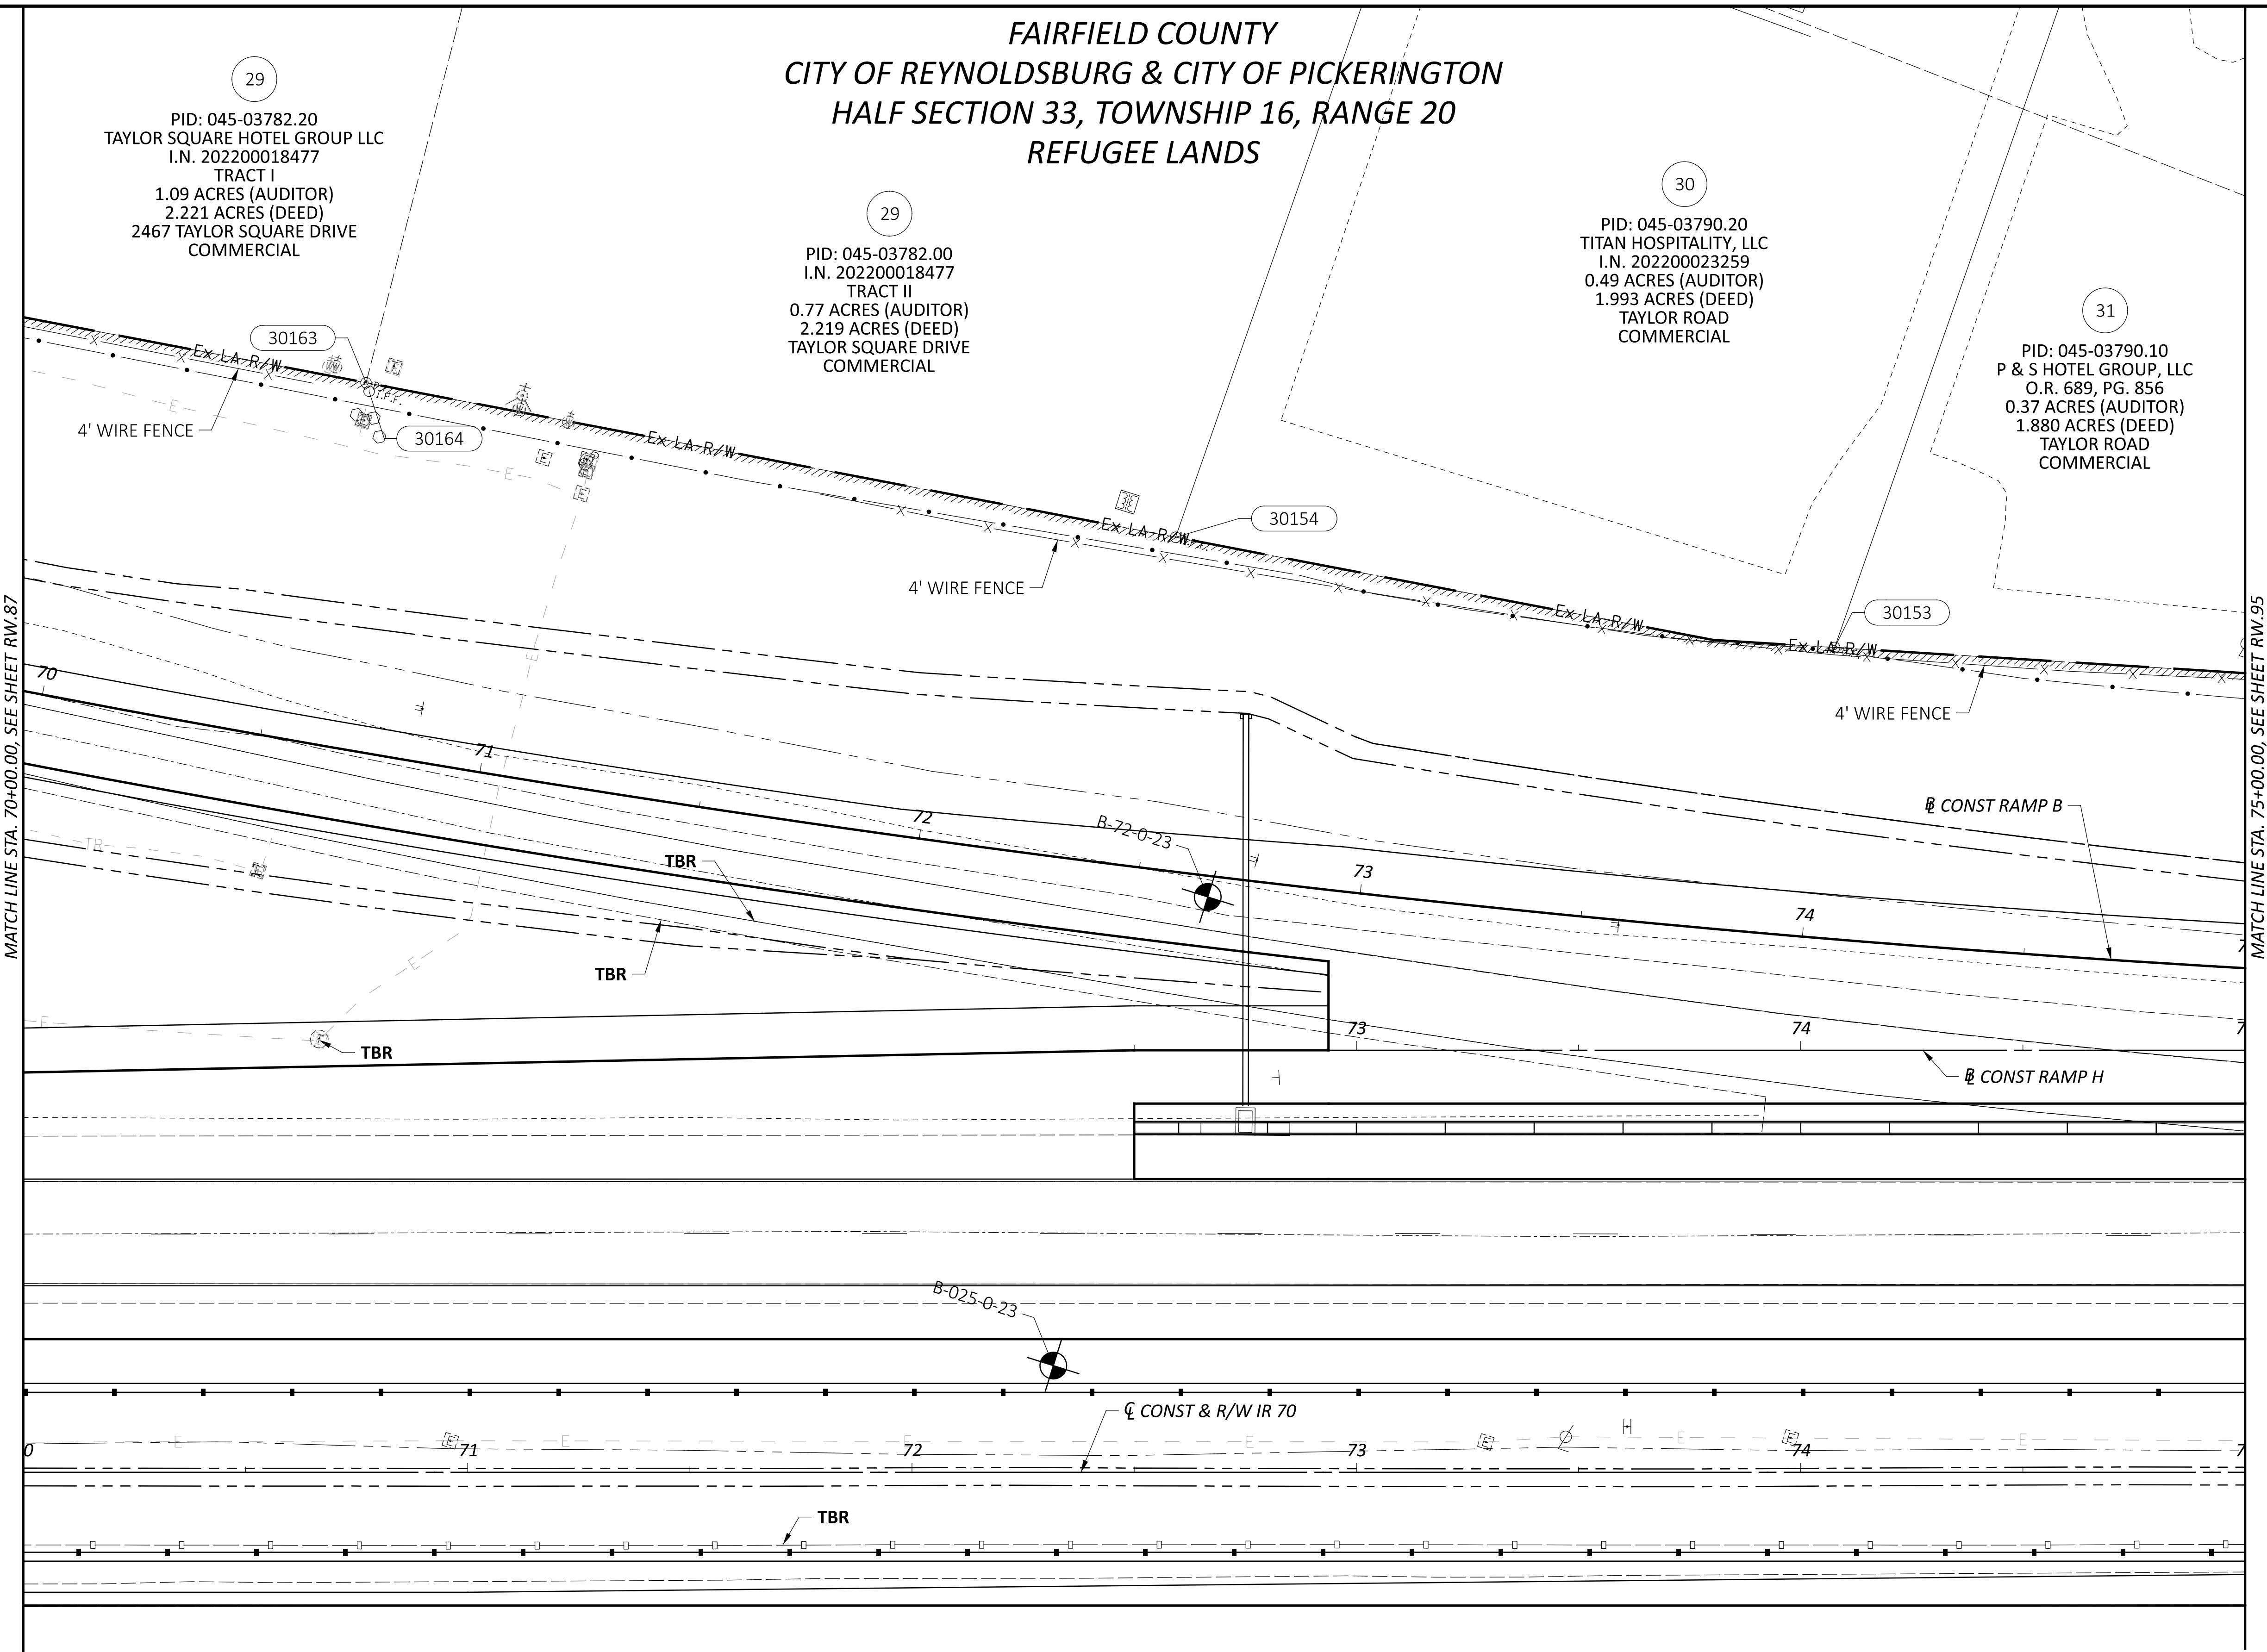 FAIRFIELD COUNTY
CITY OF REYNOLDSBURG & CITY OF PICKERINGTON
HALF SECTION 33, TOWNSHIP 16, RANGE 20
REFUGEE LANDS
29
PID: 045-03782.20
TAYLOR SQUARE HOTEL GROUP LLC
I.N. 202200018477
TRACT I
1.09 ACRES (AUDITOR)
2.221 ACRES (DEED)
2467 TAYLOR SQUARE DRIVE
COMMERCIAL
29
PID: 045-03782.00
I.N. 202200018477
TRACT II
0.77 ACRES (AUDITOR)
2.219 ACRES (DEED)
TAYLOR SQUARE DRIVE
COMMERCIAL
30
PID: 045-03790.20
TITAN HOSPITALITY, LLC
I.N. 202200023259
0.49 ACRES (AUDITOR)
1.993 ACRES (DEED)
TAYLOR ROAD
COMMERCIAL
31
PID: 045-03790.10
P & S HOTEL GROUP, LLC
O.R. 689, PG. 856
0.37 ACRES (AUDITOR)
1.880 ACRES (DEED)
TAYLOR ROAD
COMMERCIAL
30163
Ex LA-R/W
I.P.F.
4' WIRE FENCE
30164
Ex LA-R/W
30154
Ex LA-R/W
4' WIRE FENCE
30153
Ex LA-R/W
Ex LA-R/W
4' WIRE FENCE
MATCH LINE STA. 70+00.00, SEE SHEET RW.87
MATCH LINE STA. 75+00.00, SEE SHEET RW.95
E
E
E
E
70
71
72
73
74
7
B-72-0-23
CONST RAMP B
TR
TBR
TBR
E
E
TBR
73
74
7
CONST RAMP H
B-025-0-23
CONST & R/W IR 70
E
E
E
E
E
E
E
E
E
0
71
72
73
74
7
TBR